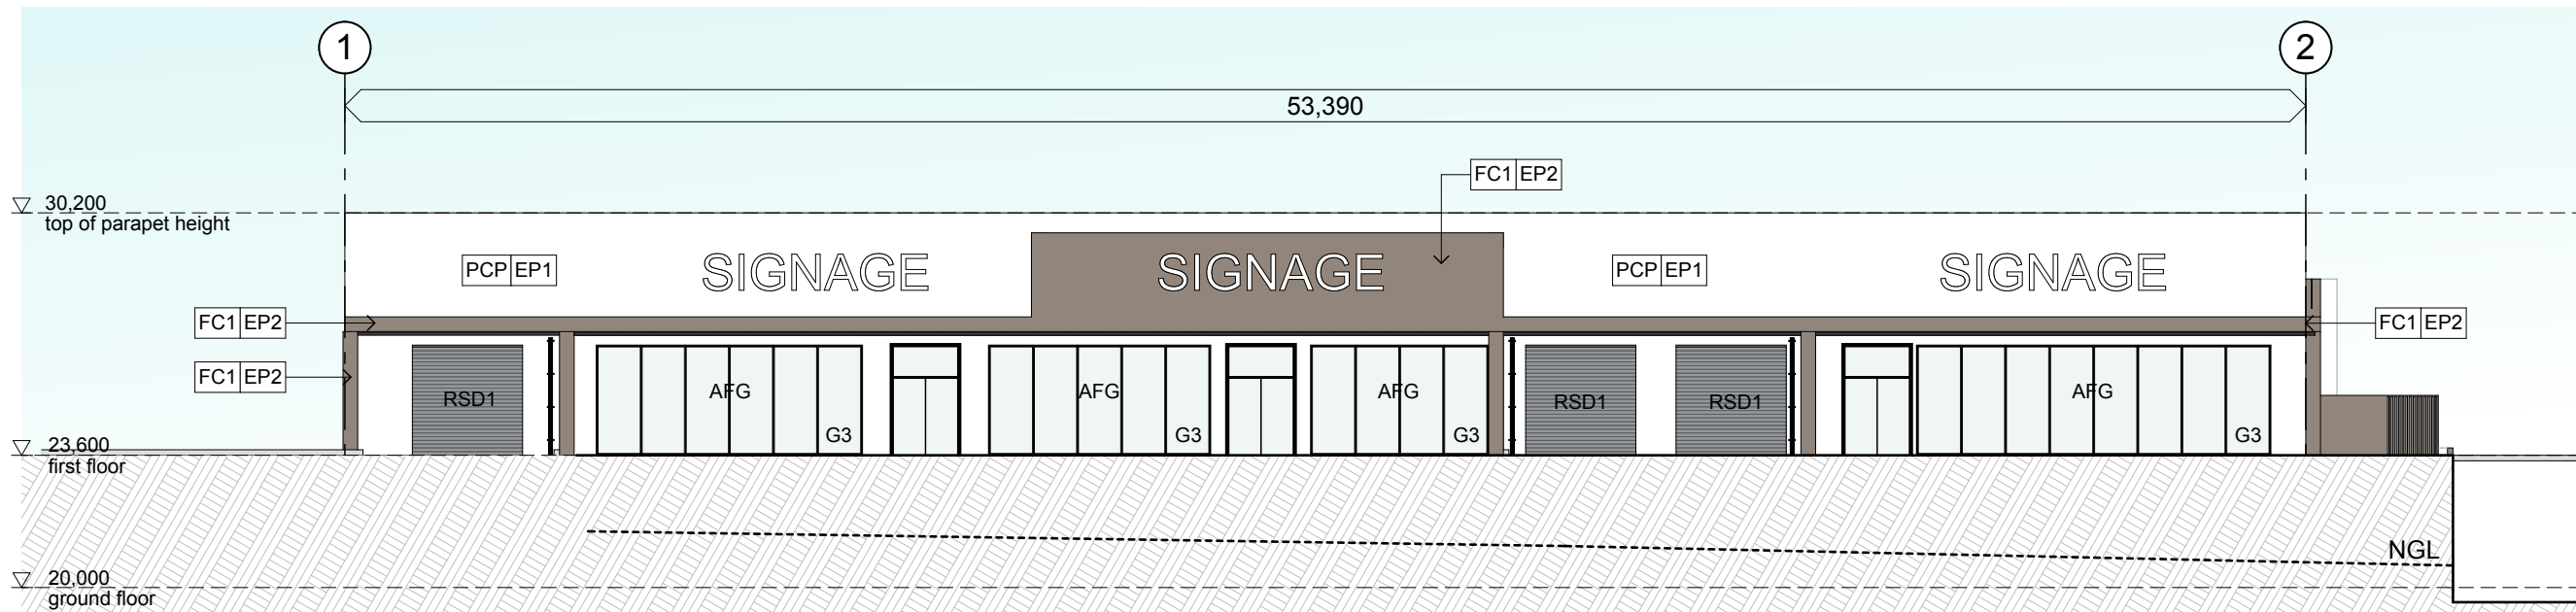 1
2
53,390
FC1 EP2
30,200
top of parapet height
PCP EP1
SIGNAGE
SIGNAGE
PCP EP1
SIGNAGE
FC1 EP2
FC1 EP2
FC1 EP2
RSD1
AFG
G3
AFG
G3
AFG
G3
RSD1
RSD1
AFG
G3
23,600
first floor
NGL
20,000
ground floor